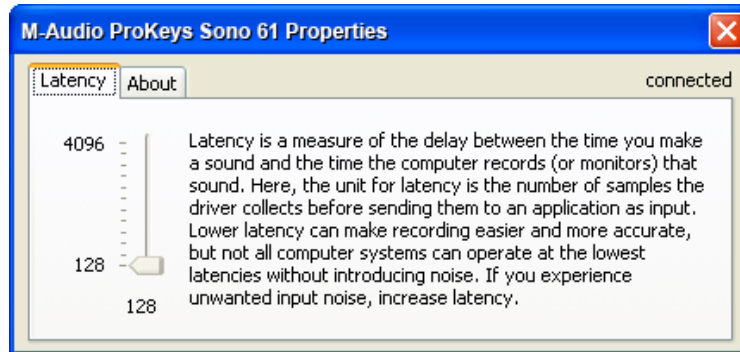 M-Audio ProKeys Sono 61 Properties
Latency
About
connected
4096
128
128
Latency is a measure of the delay between the time you make
a sound and the time the computer records (or monitors) that
sound. Here, the unit for latency is the number of samples the
driver collects before sending them to an application as input.
Lower latency can make recording easier and more accurate,
but not all computer systems can operate at the lowest
latencies without introducing noise. If you experience
unwanted input noise, increase latency.